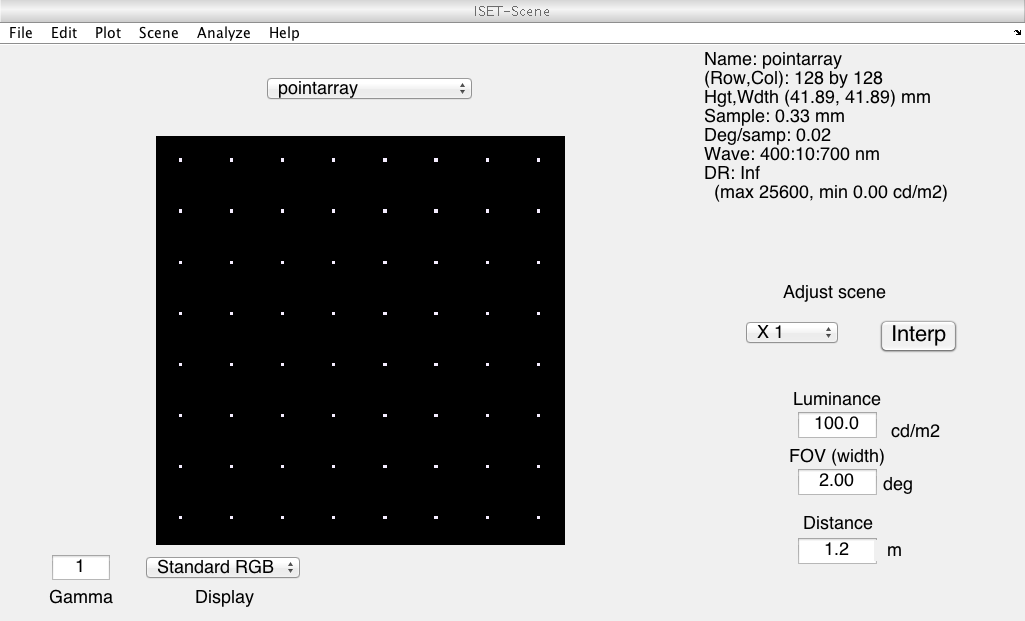 ISET-Scene
File Edit Plot Scene Analyze Help
pointarray
Name: pointarray
(Row,Col): 128 by 128
Hgt,Wdth (41.89, 41.89) mm
Sample: 0.33 mm
Deg/samp: 0.02
Wave: 400:10:700 nm
DR: Inf
(max 25600, min 0.00 cd/m2)
Adjust scene
X 1 Interp
Luminance
100.0 cd/m2
FOV (width)
2.00 deg
Distance
1.2 m
1 Standard RGB
Gamma Display